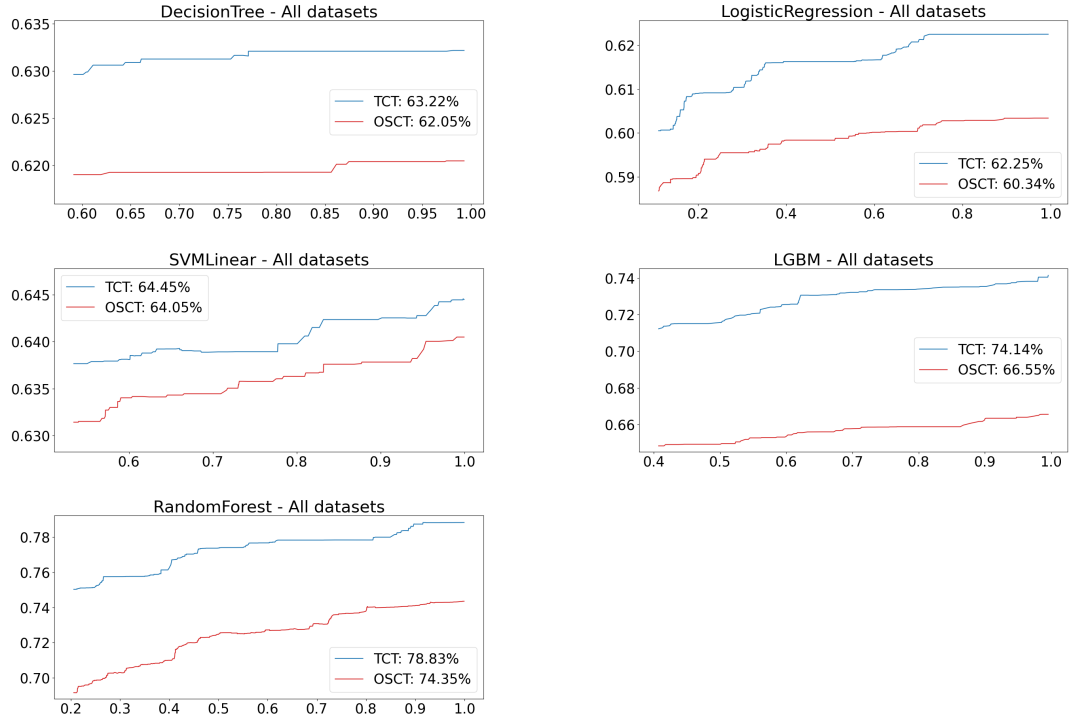 DecisionTree - All datasets
0.635
0.630
0.625
0.620
TCT: 63.22%
OSCT: 62.05%
0.60 0.65 0.70 0.75 0.80 0.85 0.90 0.95 1.00
LogisticRegression - All datasets
0.62
0.61
0.60
0.59
TCT: 62.25%
OSCT: 60.34%
0.2 0.4 0.6 0.8 1.0
SVMLinear - All datasets
TCT: 64.45%
OSCT: 64.05%
0.645
0.640
0.635
0.630
0.6 0.7 0.8 0.9 1.0
LGBM - All datasets
0.74
0.72
0.70
0.68
0.66
TCT: 74.14%
OSCT: 66.55%
0.4 0.5 0.6 0.7 0.8 0.9 1.0
RandomForest - All datasets
0.78
0.76
0.74
0.72
0.70
TCT: 78.83%
OSCT: 74.35%
0.2 0.3 0.4 0.5 0.6 0.7 0.8 0.9 1.0